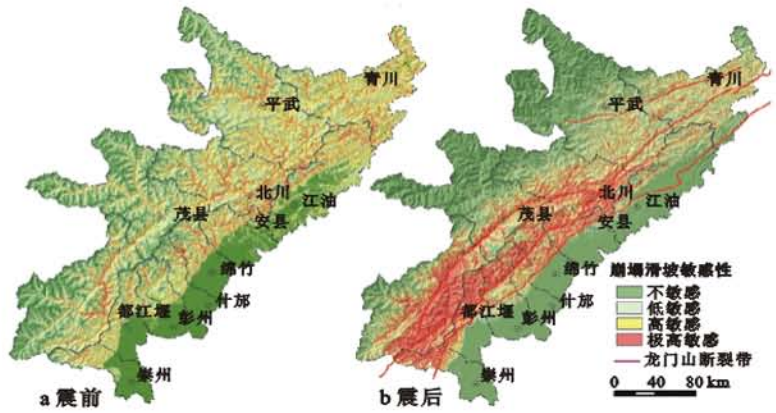 青川
平武
北川
茂县
安县
江油
绵竹
什邡
都江堰
彭州
崇州
a 震前
青川
平武
北川
茂县
安县
江油
绵竹
什邡
都江堰
彭州
崇州
b 震后
崩塌滑坡敏感性
不敏感
低敏感
高敏感
极高敏感
龙门山断裂带
0 40 80 km